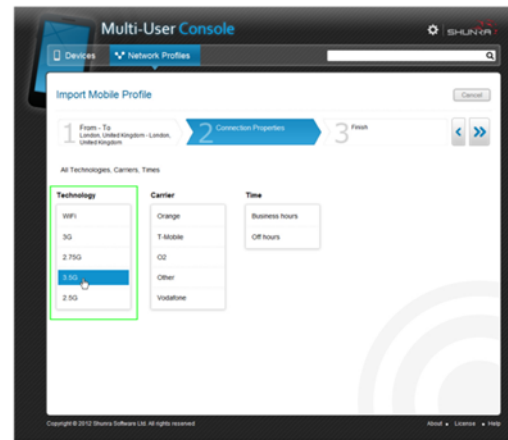 Multi-User Console
SHUNRA
Devices
Network Profiles
Import Mobile Profile
Cancel
1
From - To
London, United Kingdom - London,
United Kingdom
2
Connection Properties
3
Finish
All Technologies, Carriers, Times
Technology
WiFi
3G
2.75G
3.5G
2.5G
Carrier
Orange
T-Mobile
O2
Other
Vodafone
Time
Business hours
Off hours
Copyright © 2012 Shunra Software Ltd. All rights reserved
About • License • Help